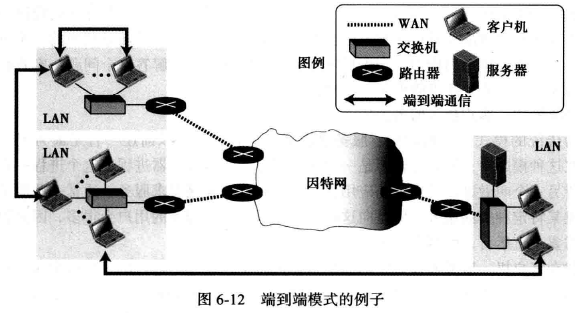 图例
WAN
客户机
交换机
路由器
服务器
端到端通信
LAN
LAN
因特网
LAN
图 6-12 端到端模式的例子